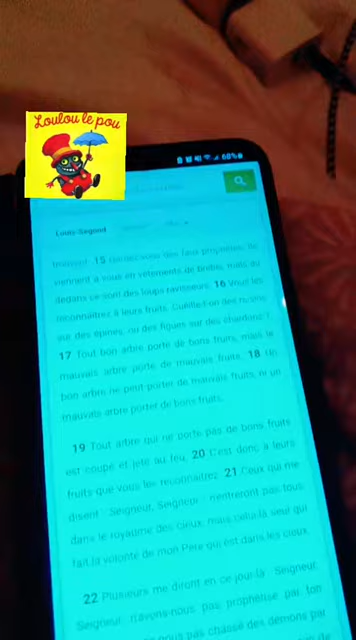 Loulou le pou
60%
Louis-Segond
trouvent. 15 Gardez-vous des faux prophètes. Ils
viennent à vous en vêtements de brebis, mais au
dedans ce sont des loups ravisseurs. 16 Vous les
reconnaîtrez à leurs fruits. Cueille-t-on des raisins
sur des épines, ou des figues sur des chardons ?
17 Tout bon arbre porte de bons fruits, mais le
mauvais arbre porte de mauvais fruits. 18 Un
bon arbre ne peut porter de mauvais fruits, ni un
mauvais arbre porter de bons fruits.
19 Tout arbre qui ne porte pas de bons fruits
est coupé et jeté au feu. 20 C'est donc à leurs
fruits que vous les reconnaîtrez. 21 Ceux qui me
disent : Seigneur, Seigneur ! n'entreront pas tous
dans le royaume des cieux, mais celui-là seul qui
fait la volonté de mon Père qui est dans les cieux.
22 Plusieurs me diront en ce jour-là : Seigneur,
Seigneur, n'avons-nous pas prophétisé par ton
nous pas chassé des démons par